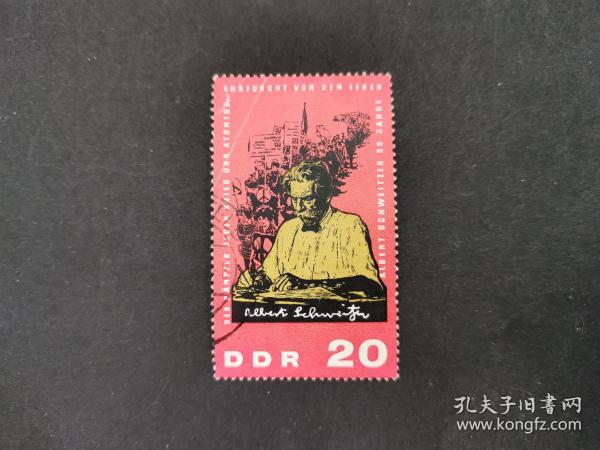 DER KÄMPFER GEGEN KRIEG UND ATOMTOD
EHRFURCHT VOR DEM LEBEN
ALBERT SCHWEITZER 90 JAHRE
Albert Schweitzer
DDR 20
孔夫子旧書网
www.kongfz.com